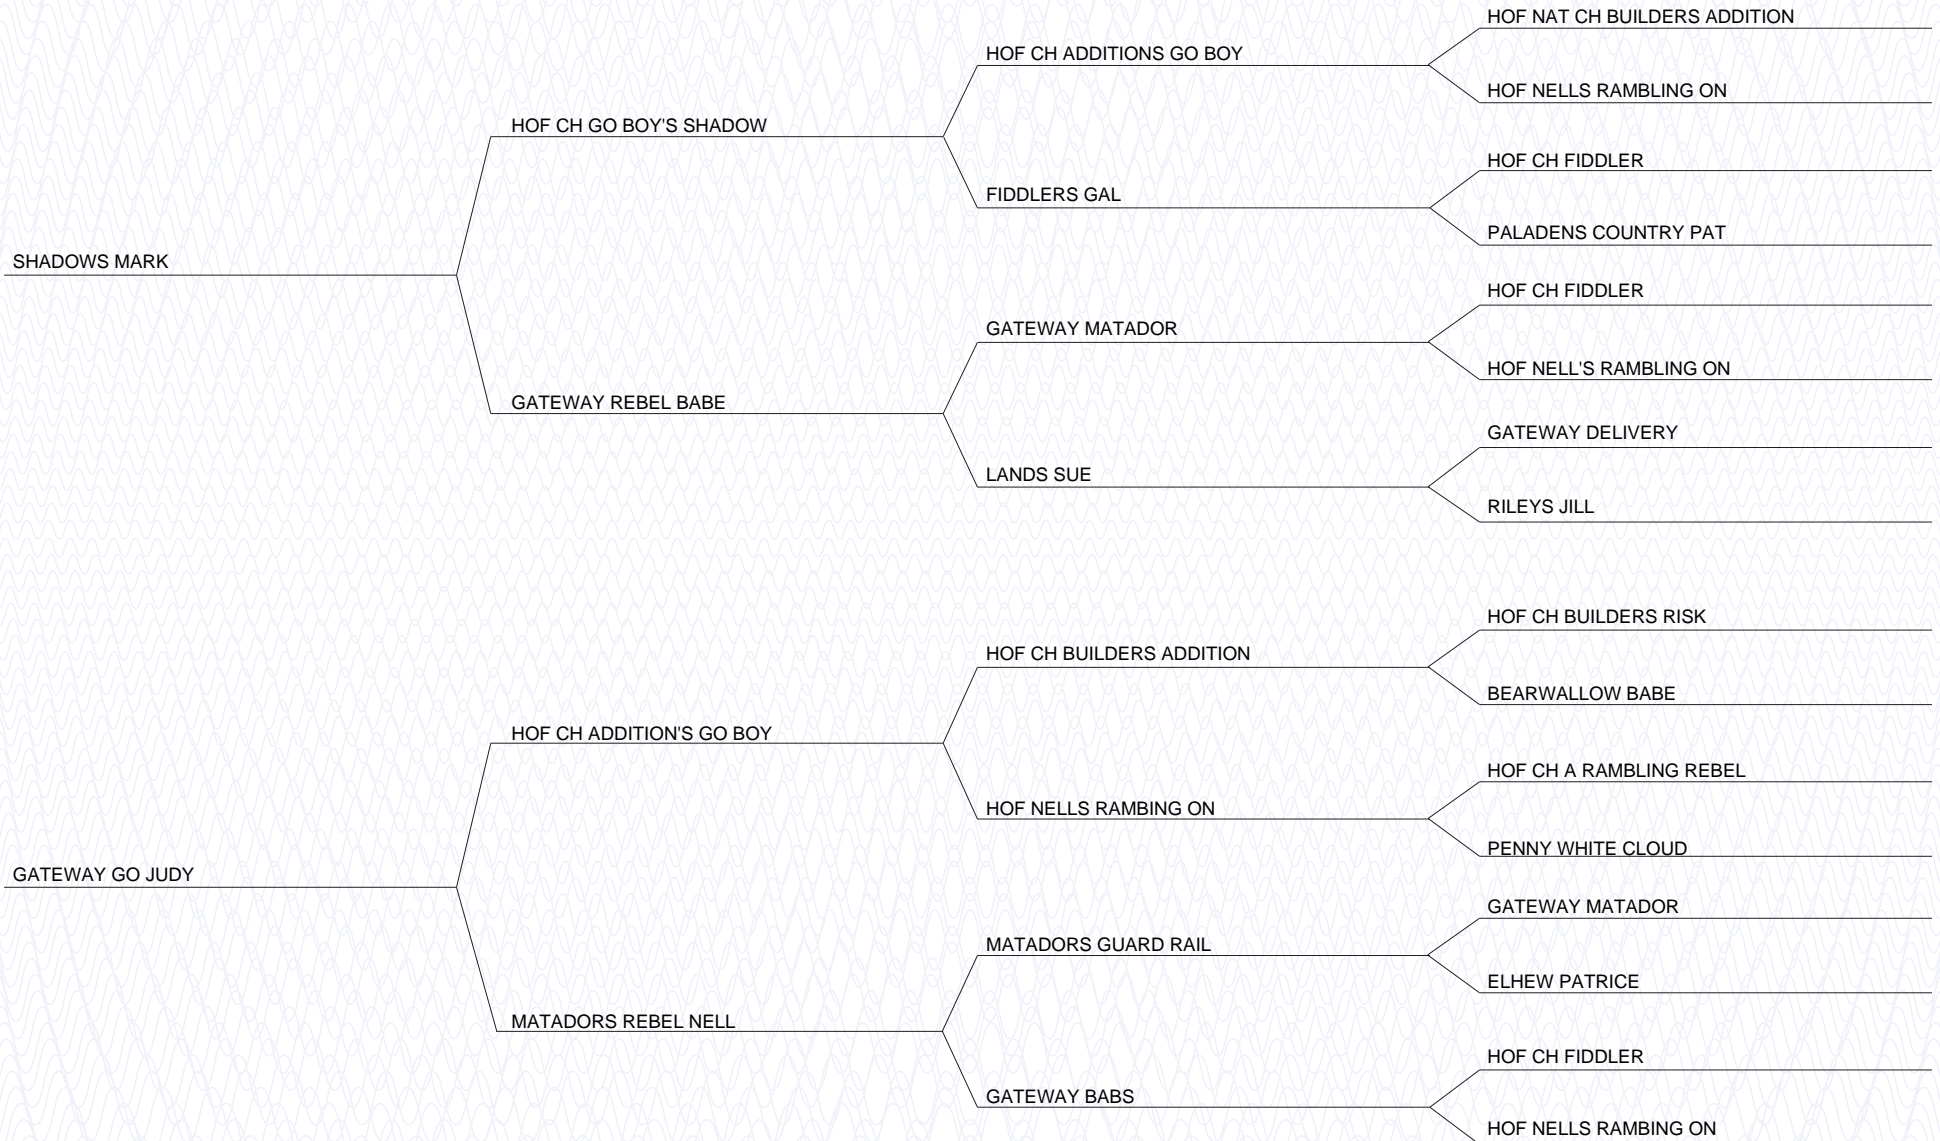 HOF NAT CH BUILDERS ADDITION
HOF CH ADDITIONS GO BOY
HOF NELLS RAMBLING ON
HOF CH GO BOY'S SHADOW
HOF CH FIDDLER
FIDDLERS GAL
PALADENS COUNTRY PAT
SHADOWS MARK
HOF CH FIDDLER
GATEWAY MATADOR
HOF NELL'S RAMBLING ON
GATEWAY REBEL BABE
GATEWAY DELIVERY
LANDS SUE
RILEYS JILL
HOF CH BUILDERS RISK
HOF CH BUILDERS ADDITION
BEARWALLOW BABE
HOF CH ADDITION'S GO BOY
HOF CH A RAMBLING REBEL
HOF NELLS RAMBING ON
PENNY WHITE CLOUD
GATEWAY GO JUDY
GATEWAY MATADOR
MATADORS GUARD RAIL
ELHEW PATRICE
MATADORS REBEL NELL
HOF CH FIDDLER
GATEWAY BABS
HOF NELLS RAMBING ON